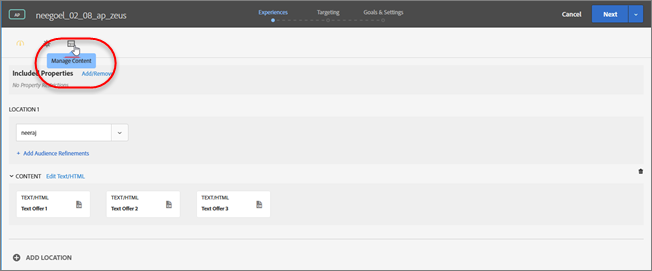 AP neegoel_02_08_ap_zeus Experiences Targeting Goals & Settings Cancel Next
Manage Content
Included Properties Add/Remove
No Property Restrictions
LOCATION 1
neeraj
+ Add Audience Refinements
CONTENT Edit Text/HTML
TEXT/HTML TEXT/HTML TEXT/HTML
Text Offer 1 Text Offer 2 Text Offer 3
ADD LOCATION